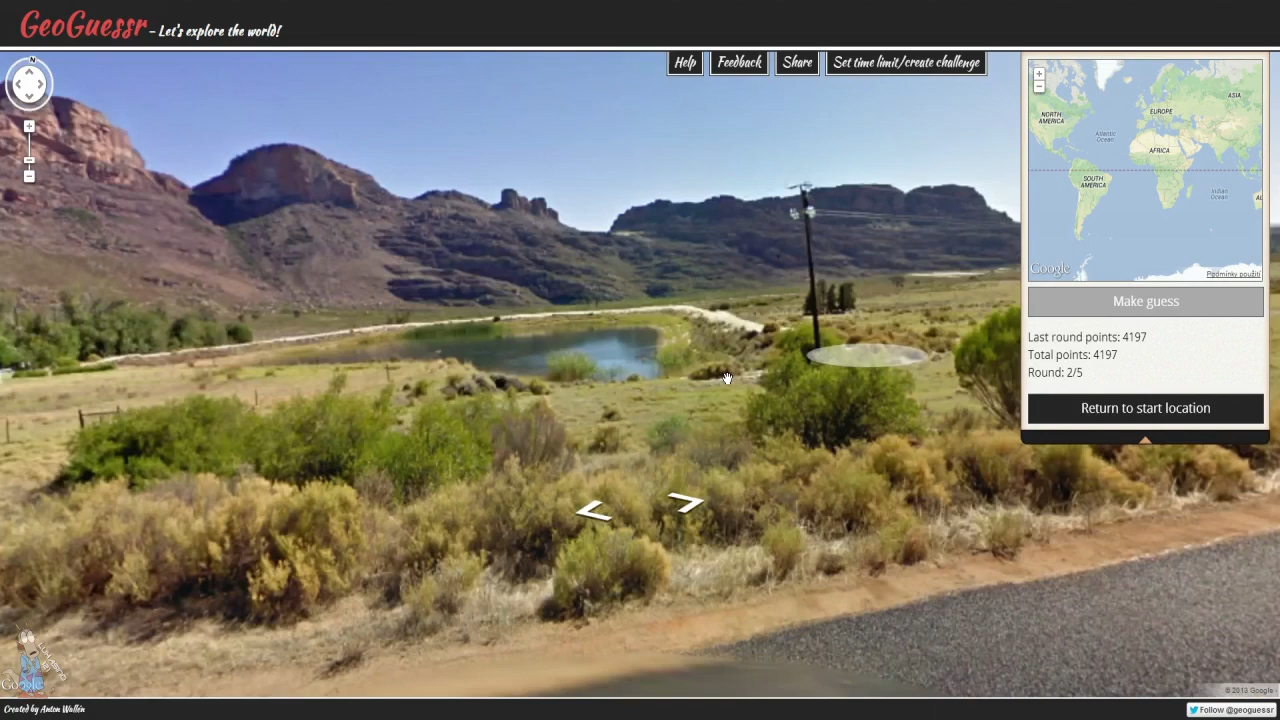 GeoGuessr - Let's explore the world!
Help
Feedback
Share
Set time limit/create challenge
N
NORTH AMERICA
Atlantic Ocean
EUROPE
ASIA
AFRICA
SOUTH AMERICA
Indian Ocean
Google
Podmínky použití
Make guess
Last round points: 4197
Total points: 4197
Round: 2/5
Return to start location
Google
© 2013 Google
Created by Anton Wallén
Follow @geoguessr